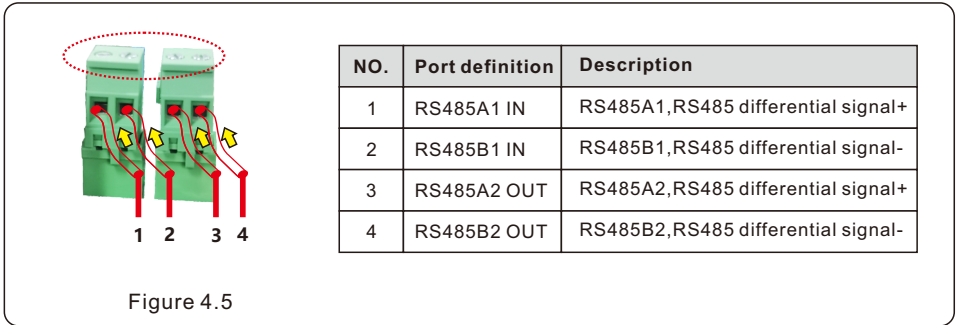 NO. Port definition Description
1 RS485A1 IN RS485A1,RS485 differential signal+
2 RS485B1 IN RS485B1,RS485 differential signal-
3 RS485A2 OUT RS485A2,RS485 differential signal+
4 RS485B2 OUT RS485B2,RS485 differential signal-
1 2 3 4
Figure 4.5